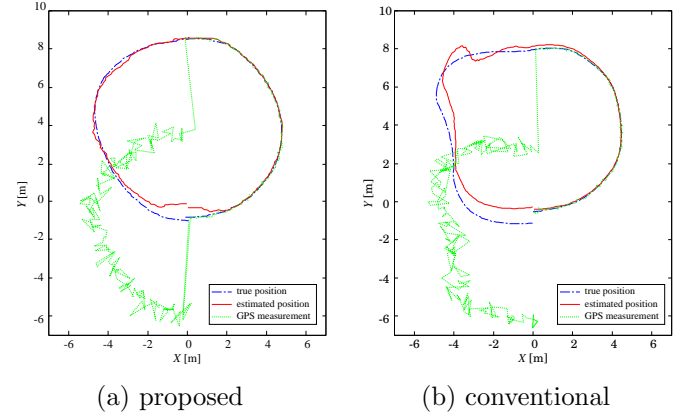 10
8
6
4
2
0
-2
-4
-6
Y [m]
-6 -4 -2 0 2 4 6
X [m]
true position
estimated position
GPS measurement
(a) proposed
10
8
6
4
2
0
-2
-4
-6
Y [m]
-6 -4 -2 0 2 4 6
X [m]
true position
estimated position
GPS measurement
(b) conventional